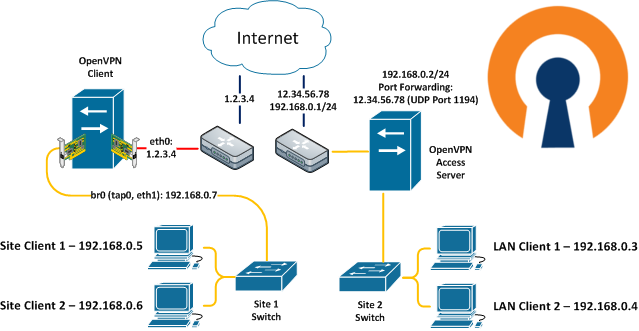 Internet
OpenVPN
Client
1.2.3.4
12.34.56.78
192.168.0.1/24
192.168.0.2/24
Port Forwarding:
12.34.56.78 (UDP Port 1194)
eth0:
1.2.3.4
OpenVPN
Access
Server
br0 (tap0, eth1): 192.168.0.7
Site Client 1 – 192.168.0.5
LAN Client 1 – 192.168.0.3
Site Client 2 – 192.168.0.6
Site 1
Switch
Site 2
Switch
LAN Client 2 – 192.168.0.4